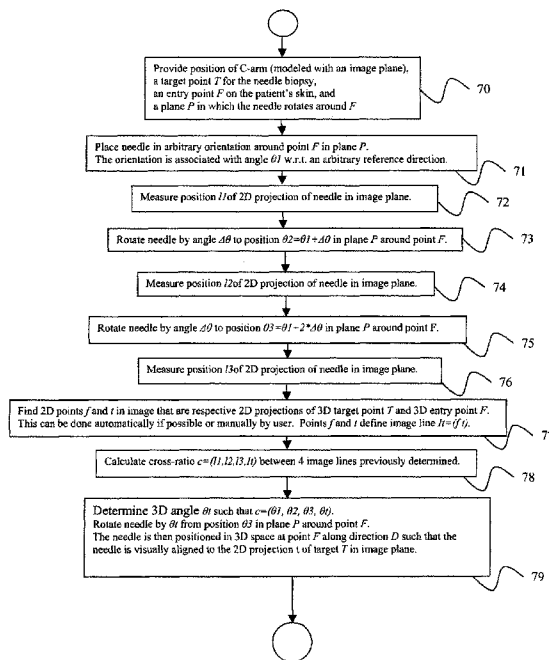 Provide position of C-arm (modeled with an image plane),
a target point T for the needle biopsy,
an entry point F on the patient's skin, and
a plane P in which the needle rotates around F
70
Place needle in arbitrary orientation around point F in plane P.
The orientation is associated with angle θ1 w.r.t. an arbitrary reference direction.
71
Measure position l1of 2D projection of needle in image plane.
72
Rotate needle by angle Δθ to position θ2=θ1+Δθ in plane P around point F.
73
Measure position l2of 2D projection of needle in image plane.
74
Rotate needle by angle Δθ to position θ3=θ1+2*Δθ in plane P around point F.
75
Measure position l3of 2D projection of needle in image plane.
76
Find 2D points f and t in image that are respective 2D projections of 3D target point T and 3D entry point F.
This can be done automatically if possible or manually by user. Points f and t define image line lt=(f t).
Calculate cross-ratio c=(l1,l2,l3,lt) between 4 image lines previously determined.
78
Determine 3D angle θt such that c=(θ1, θ2, θ3, θt).
Rotate needle by θt from position θ3 in plane P around point F.
The needle is then positioned in 3D space at point F along direction D such that the
needle is visually aligned to the 2D projection t of target T in image plane.
79